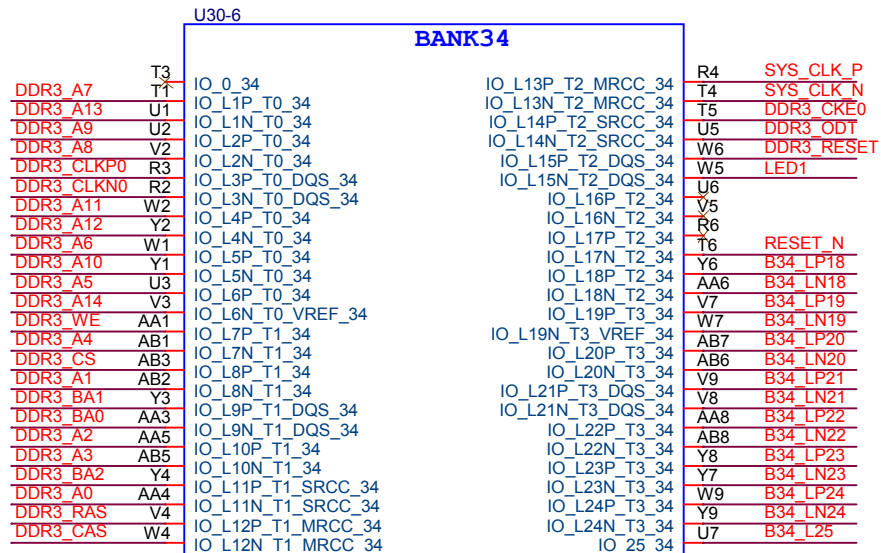 U30-6
BANK34
T3 IO_0_34 IO_L13P_T2_MRCC_34 R4 SYS_CLK_P
DDR3_A7 T1 IO_L1P_T0_34 IO_L13N_T2_MRCC_34 T4 SYS_CLK_N
DDR3_A13 U1 IO_L1N_T0_34 IO_L14P_T2_SRCC_34 T5 DDR3_CKE0
DDR3_A9 U2 IO_L2P_T0_34 IO_L14N_T2_SRCC_34 U5 DDR3_ODT
DDR3_A8 V2 IO_L2N_T0_34 IO_L15P_T2_DQS_34 W6 DDR3_RESET
DDR3_CLKP0 R3 IO_L3P_T0_DQS_34 IO_L15N_T2_DQS_34 W5 LED1
DDR3_CLKN0 R2 IO_L3N_T0_DQS_34 IO_L16P_T2_34 U6
DDR3_A11 W2 IO_L4P_T0_34 IO_L16N_T2_34 V5
DDR3_A12 Y2 IO_L4N_T0_34 IO_L17P_T2_34 R6
DDR3_A6 W1 IO_L5P_T0_34 IO_L17N_T2_34 T6 RESET_N
DDR3_A10 Y1 IO_L5N_T0_34 IO_L18P_T2_34 Y6 B34_LP18
DDR3_A5 U3 IO_L6P_T0_34 IO_L18N_T2_34 AA6 B34_LN18
DDR3_A14 V3 IO_L6N_T0_VREF_34 IO_L19P_T3_34 V7 B34_LP19
DDR3_WE AA1 IO_L7P_T1_34 IO_L19N_T3_VREF_34 W7 B34_LN19
DDR3_A4 AB1 IO_L7N_T1_34 IO_L20P_T3_34 AB7 B34_LP20
DDR3_CS AB3 IO_L8P_T1_34 IO_L20N_T3_34 AB6 B34_LN20
DDR3_A1 AB2 IO_L8N_T1_34 IO_L21P_T3_DQS_34 V9 B34_LP21
DDR3_BA1 Y3 IO_L9P_T1_DQS_34 IO_L21N_T3_DQS_34 V8 B34_LN21
DDR3_BA0 AA3 IO_L9N_T1_DQS_34 IO_L22P_T3_34 AA8 B34_LP22
DDR3_A2 AA5 IO_L10P_T1_34 IO_L22N_T3_34 AB8 B34_LN22
DDR3_A3 AB5 IO_L10N_T1_34 IO_L23P_T3_34 Y8 B34_LP23
DDR3_BA2 Y4 IO_L11P_T1_SRCC_34 IO_L23N_T3_34 Y7 B34_LN23
DDR3_A0 AA4 IO_L11N_T1_SRCC_34 IO_L24P_T3_34 W9 B34_LP24
DDR3_RAS V4 IO_L12P_T1_MRCC_34 IO_L24N_T3_34 Y9 B34_LN24
DDR3_CAS W4 IO_L12N_T1_MRCC_34 IO_25_34 U7 B34_L25